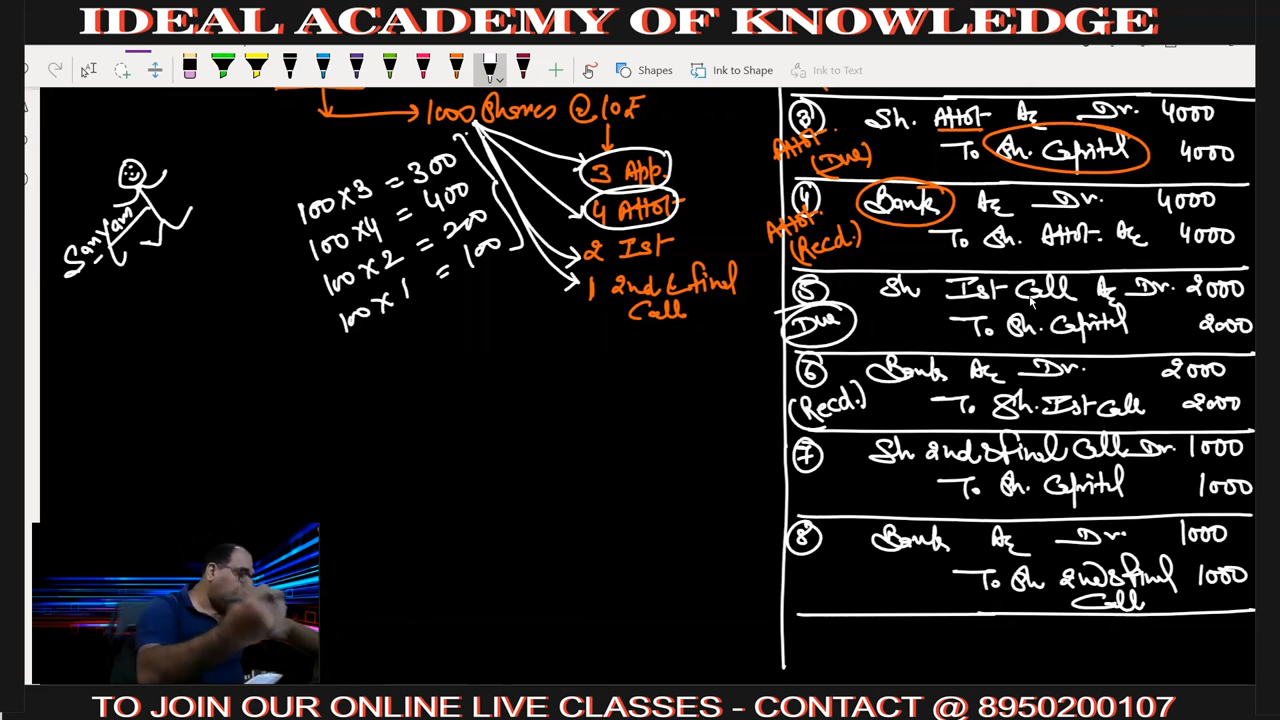 IDEAL ACADEMY OF KNOWLEDGE
Shapes
Ink to Shape
Ink to Text
1000 Phones @ 10
3 App.
4 Allot
2 Ist
1 2nd & final
Call
100 x 3 = 300
100 x 4 = 400
100 x 2 = 200
100 x 1 = 100
Sanyam
3 Sh. Allot A/c Dr. 4000
Allot. (Due)
To Sh. Capital 4000
4 Bank A/c Dr. 4000
Allot. (Recd.)
To Sh. Allot. A/c 4000
5 Sh Ist Call A/c Dr. 2000
Due To Sh. Capital 2000
6 Bank A/c Dr. 2000
(Recd.) To Sh. Ist Call 2000
7 Sh 2nd & final Call Dr. 1000
To Sh. Capital 1000
8 Bank A/c Dr. 1000
To Sh 2nd & final 1000
Call
TO JOIN OUR ONLINE LIVE CLASSES - CONTACT @ 8950200107